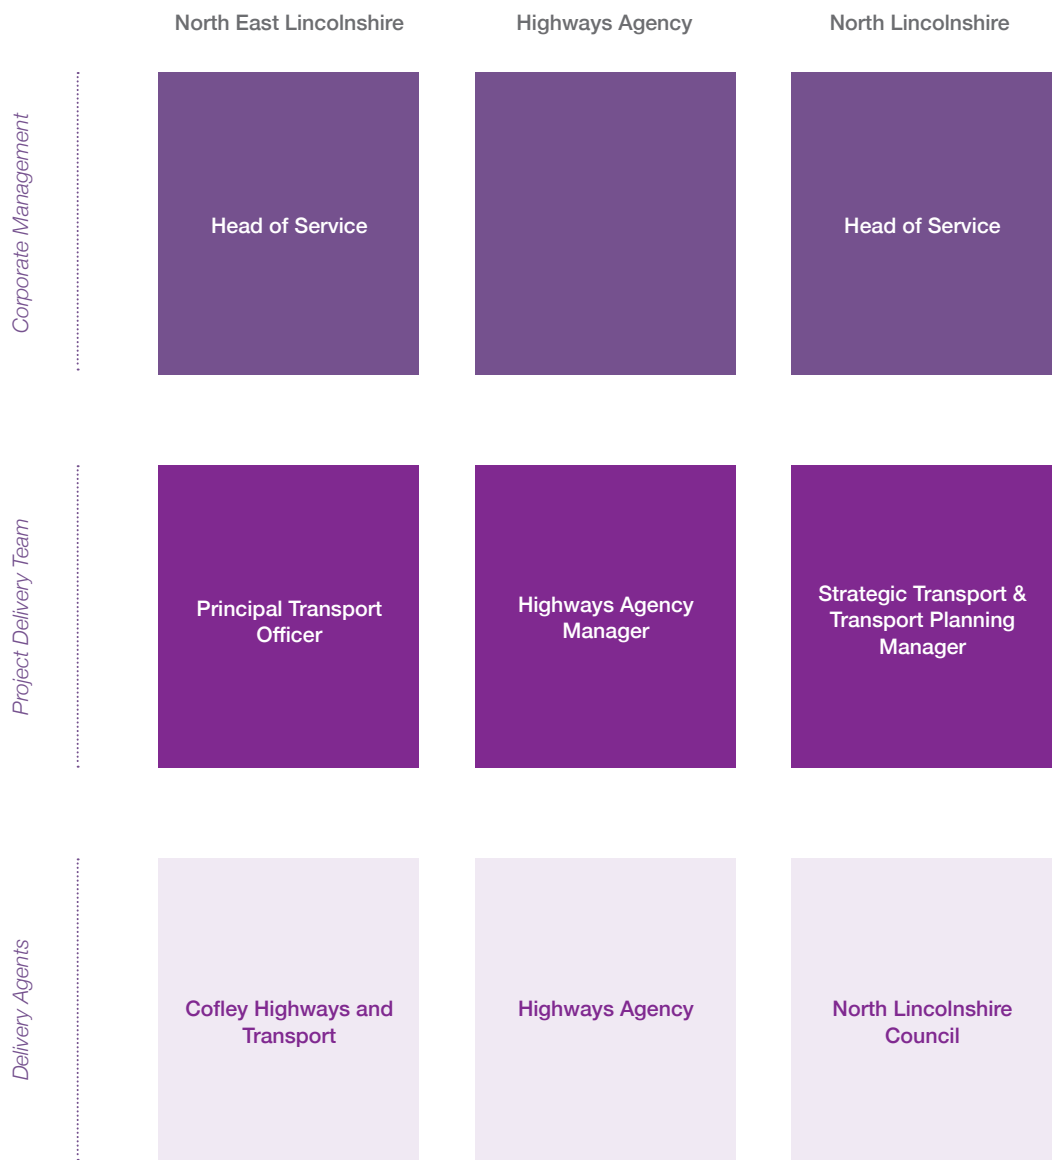 North East Lincolnshire
Highways Agency
North Lincolnshire
Corporate Management
Head of Service
Head of Service
Project Delivery Team
Principal Transport
Officer
Highways Agency
Manager
Strategic Transport &
Transport Planning
Manager
Delivery Agents
Cofley Highways and
Transport
Highways Agency
North Lincolnshire
Council